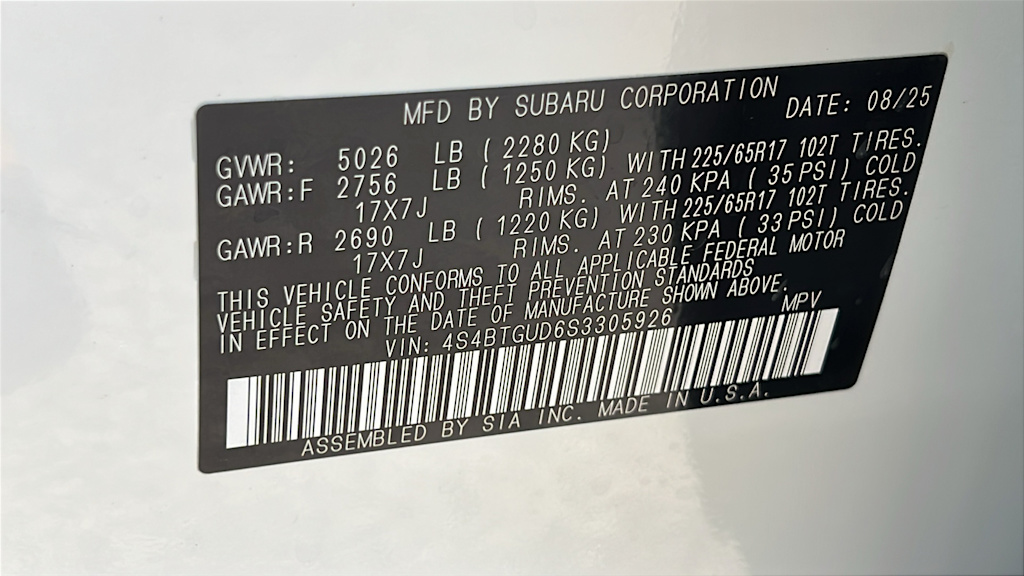 MFD BY SUBARU CORPORATION DATE: 08/25
GVWR: 5026 LB ( 2280 KG)
GAWR:F 2756 LB ( 1250 KG) WITH 225/65R17 102T TIRES.
17X7J RIMS. AT 240 KPA ( 35 PSI) COLD
GAWR:R 2690 LB ( 1220 KG) WITH 225/65R17 102T TIRES.
17X7J RIMS. AT 230 KPA ( 33 PSI) COLD
THIS VEHICLE CONFORMS TO ALL APPLICABLE FEDERAL MOTOR
VEHICLE SAFETY AND THEFT PREVENTION STANDARDS
IN EFFECT ON THE DATE OF MANUFACTURE SHOWN ABOVE.
VIN: 4S4BTGUD6S3305926 MPV
ASSEMBLED BY SIA INC. MADE IN U.S.A.